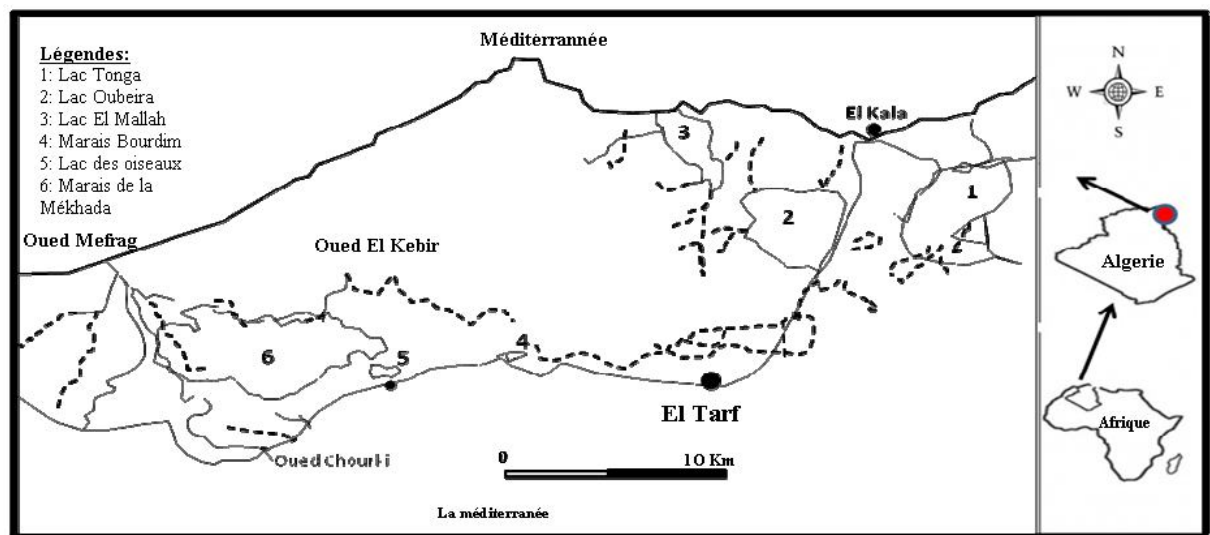 Méditerrannée
Légendes:
1: Lac Tonga
2: Lac Oubeira
3: Lac El Mallah
4: Marais Bourdim
5: Lac des oiseaux
6: Marais de la
Mékhada
Oued Mefrag
Oued El Kebir
El Kala
3
1
2
4
6
5
El Tarf
Oued Chourki
0
10 Km
La méditerranée
N
W
E
S
Algerie
Afrique